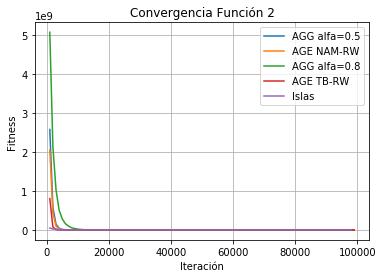 Convergencia Función 2
1e9
AGG alfa=0.5
AGE NAM-RW
AGG alfa=0.8
AGE TB-RW
Islas
5
4
3
2
1
0
Fitness
0 20000 40000 60000 80000 100000
Iteración